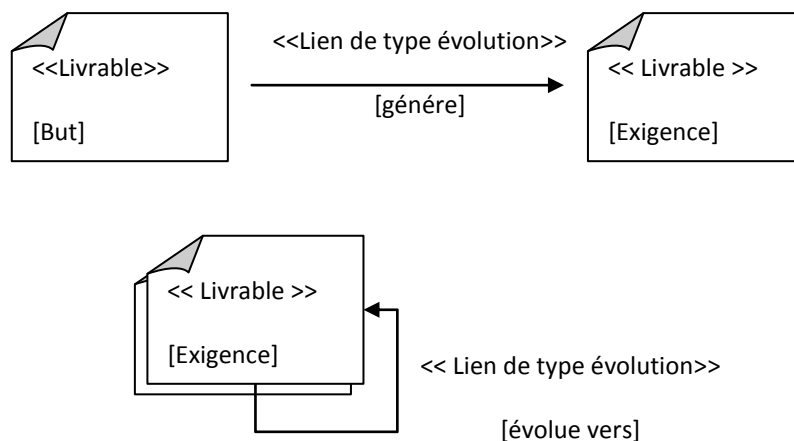 <<Lien de type évolution>>
<<Livrable>>
<< Livrable >>
[génére]
[But]
[Exigence]
<< Livrable >>
[Exigence]
<< Lien de type évolution>>
[évolue vers]